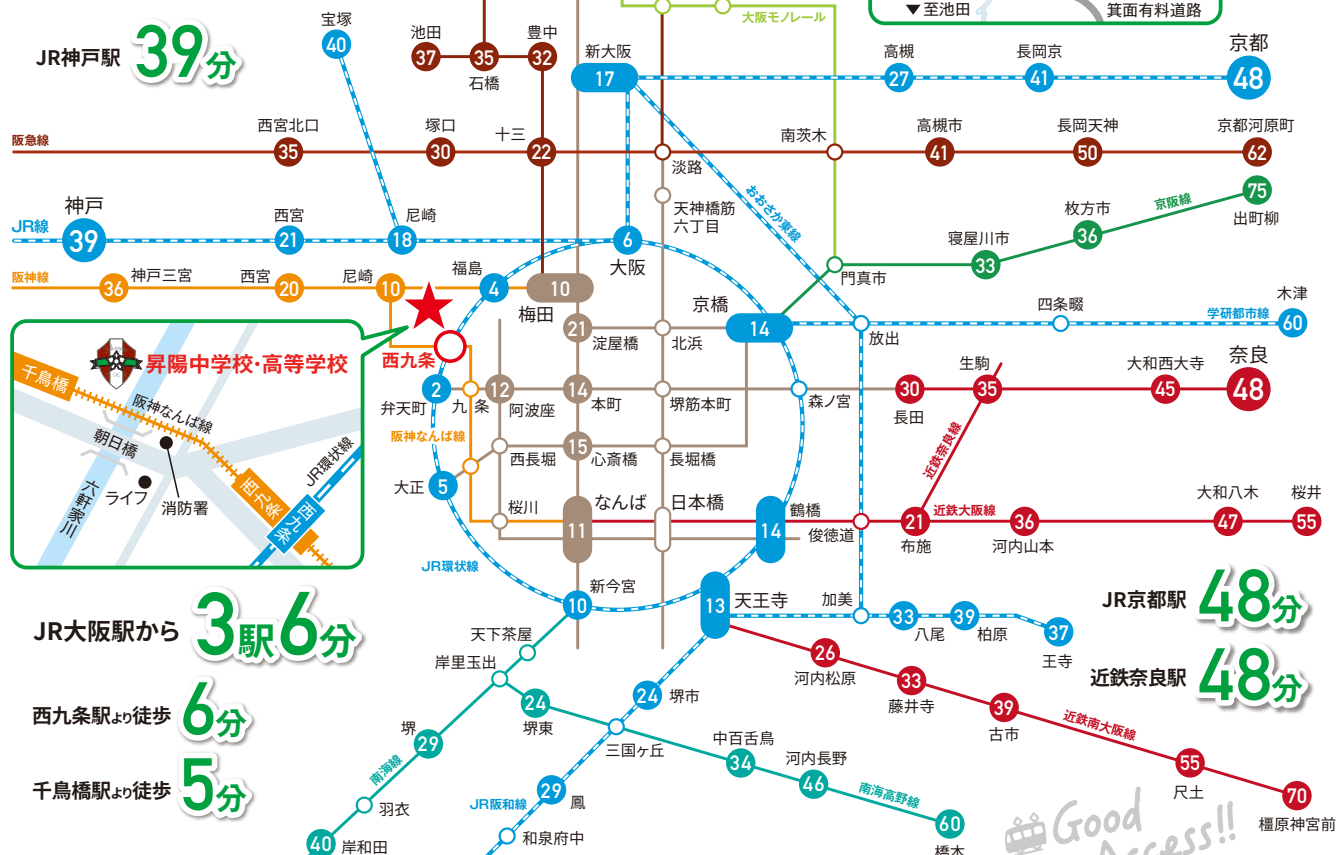 大阪モノレール
▼至池田
箕面有料道路
宝塚
40
JR神戸駅 39分
池田
37
35
石橋
豊中
32
新大阪
17
高槻
27
長岡京
41
京都
48
阪急線
西宮北口
35
塚口
30
十三
22
淡路
南茨木
高槻市
41
長岡天神
50
京都河原町
62
天神橋筋
六丁目
おおさか東線
京阪線
75
出町柳
枚方市
36
寝屋川市
33
門真市
JR線
神戸
39
西宮
21
尼崎
18
6
大阪
阪神線
36
神戸三宮
西宮
20
尼崎
10
福島
4
10
梅田
京橋
14
放出
四条畷
学研都市線
木津
60
21
淀屋橋
北浜
西九条
昇陽中学校・高等学校
千鳥橋
阪神なんば線
朝日橋
六軒家川
ライフ
消防署
西九条
西九条
JR環状線
2
弁天町
九条
12
阿波座
14
本町
堺筋本町
森ノ宮
30
長田
生駒
35
大和西大寺
45
奈良
48
阪神なんば線
西長堀
15
心斎橋
長堀橋
近鉄奈良線
5
大正
桜川
なんば
11
日本橋
鶴橋
14
俊徳道
21
布施
近鉄大阪線
36
河内山本
大和八木
47
桜井
55
JR環状線
新今宮
10
13
天王寺
加美
33
八尾
39
柏原
37
王寺
JR京都駅 48分
近鉄奈良駅 48分
JR大阪駅から 3駅6分
西九条駅より徒歩 6分
千鳥橋駅より徒歩 5分
天下茶屋
岸里玉出
24
堺東
24
堺市
三国ヶ丘
堺
29
南海線
羽衣
40
岸和田
JR阪和線
29
鳳
和泉府中
中百舌鳥
34
河内長野
46
南海高野線
60
橋本
26
河内松原
33
藤井寺
39
古市
近鉄南大阪線
55
尺土
70
橿原神宮前
Good
Access!!